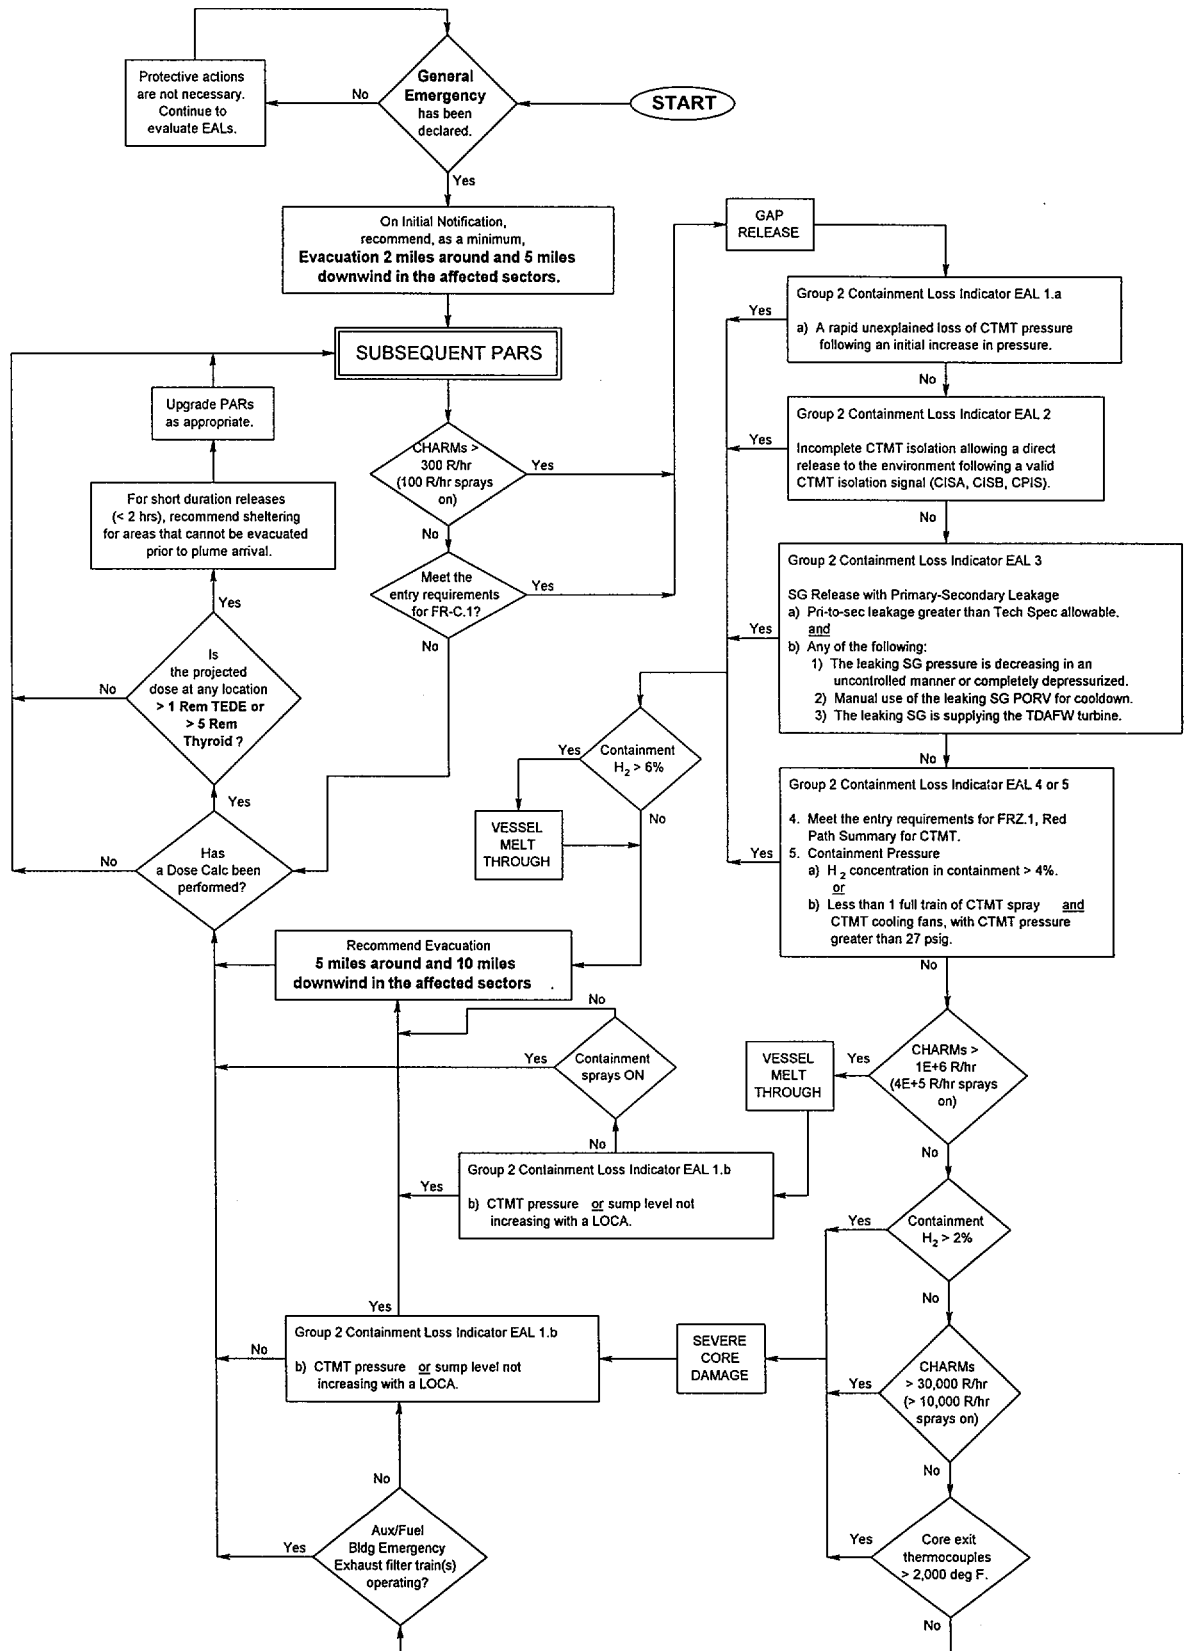 START
General
Emergency
has been
declared.
No
Protective actions
are not necessary.
Continue to
evaluate EALs.
Yes
On Initial Notification,
recommend, as a minimum,
Evacuation 2 miles around and 5 miles
downwind in the affected sectors.
SUBSEQUENT PARS
CHARMs >
300 R/hr
(100 R/hr sprays
on)
Yes
No
Meet the
entry requirements
for FR-C.1?
Yes
No
Upgrade PARs
as appropriate.
For short duration releases
(< 2 hrs), recommend sheltering
for areas that cannot be evacuated
prior to plume arrival.
Yes
Is
the projected
dose at any location
> 1 Rem TEDE or
> 5 Rem
Thyroid ?
No
Yes
Has
a Dose Calc been
performed?
No
GAP
RELEASE
Group 2 Containment Loss Indicator EAL 1.a
a) A rapid unexplained loss of CTMT pressure
following an initial increase in pressure.
Yes
No
Group 2 Containment Loss Indicator EAL 2
Incomplete CTMT isolation allowing a direct
release to the environment following a valid
CTMT isolation signal (CISA, CISB, CPIS).
Yes
No
Group 2 Containment Loss Indicator EAL 3
SG Release with Primary-Secondary Leakage
a) Pri-to-sec leakage greater than Tech Spec allowable.
and
b) Any of the following:
1) The leaking SG pressure is decreasing in an
uncontrolled manner or completely depressurized.
2) Manual use of the leaking SG PORV for cooldown.
3) The leaking SG is supplying the TDAFW turbine.
Yes
No
Group 2 Containment Loss Indicator EAL 4 or 5
4. Meet the entry requirements for FRZ.1, Red
Path Summary for CTMT.
5. Containment Pressure
a) H2 concentration in containment > 4%.
or
b) Less than 1 full train of CTMT spray and
CTMT cooling fans, with CTMT pressure
greater than 27 psig.
Yes
No
Containment
H2 > 6%
Yes
No
VESSEL
MELT
THROUGH
Recommend Evacuation
5 miles around and 10 miles
downwind in the affected sectors
CHARMs >
1E+6 R/hr
(4E+5 R/hr sprays
on)
Yes
No
VESSEL
MELT
THROUGH
No
Containment
sprays ON
Yes
No
Group 2 Containment Loss Indicator EAL 1.b
b) CTMT pressure or sump level not
increasing with a LOCA.
Yes
Containment
H2 > 2%
Yes
No
CHARMs
> 30,000 R/hr
(> 10,000 R/hr
sprays on)
Yes
No
SEVERE
CORE
DAMAGE
Yes
Group 2 Containment Loss Indicator EAL 1.b
b) CTMT pressure or sump level not
increasing with a LOCA.
No
Core exit
thermocouples
> 2,000 deg F.
Yes
No
No
Aux/Fuel
Bldg Emergency
Exhaust filter train(s)
operating?
Yes